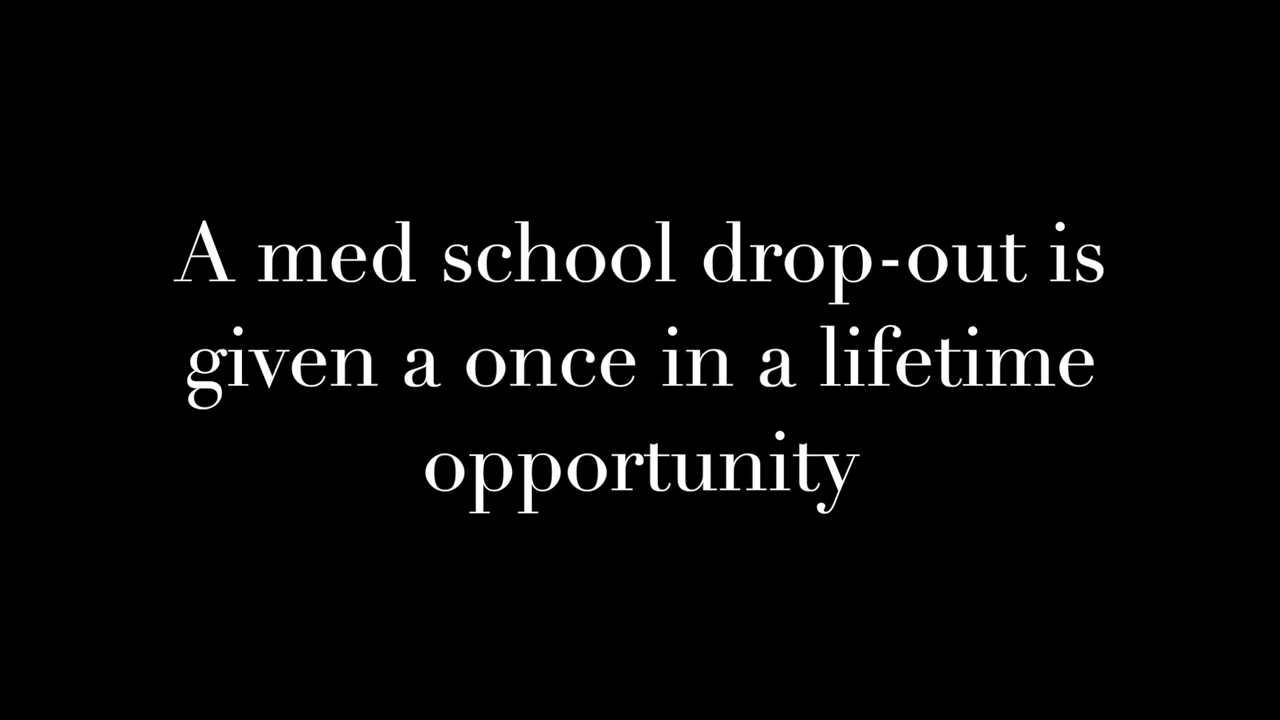 A med school drop-out is
given a once in a lifetime
opportunity